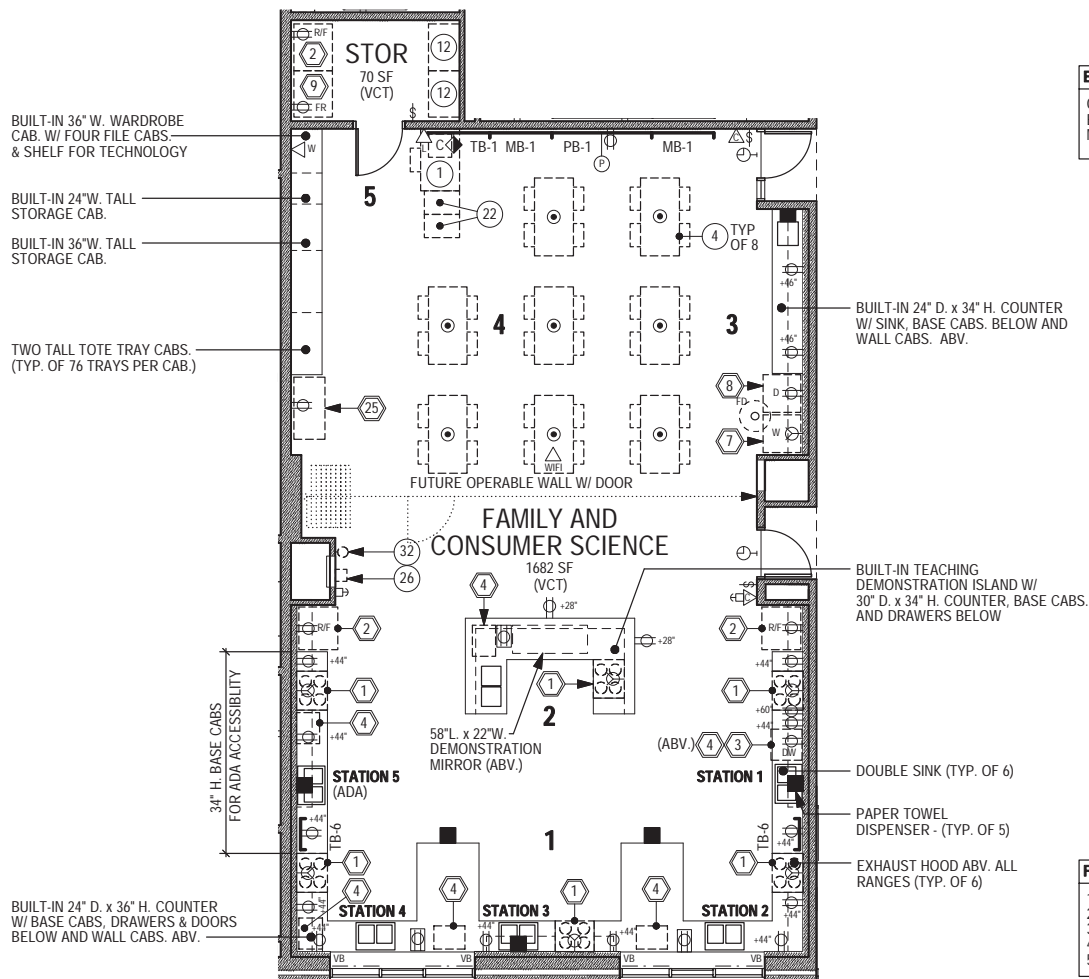 R/F
2
9
FR
STOR
70 SF
(VCT)
12
12
$
BUILT-IN 36" W. WARDROBE
CAB. W/ FOUR FILE CABS.
& SHELF FOR TECHNOLOGY
W
BUILT-IN 24"W. TALL
STORAGE CAB.
BUILT-IN 36"W. TALL
STORAGE CAB.
TWO TALL TOTE TRAY CABS.
(TYP. OF 76 TRAYS PER CAB.)
25
5
C
1
22
TB-1 MB-1 PB-1 MB-1
P
C
$
4 TYP
OF 8
4
3
+46"
+46"
BUILT-IN 24" D. x 34" H. COUNTER
W/ SINK, BASE CABS. BELOW AND
WALL CABS. ABV.
8
D
FD
7
W
WIFI
FUTURE OPERABLE WALL W/ DOOR
FAMILY AND
CONSUMER SCIENCE
1682 SF
(VCT)
32
26
BUILT-IN TEACHING
DEMONSTRATION ISLAND W/
30" D. x 34" H. COUNTER, BASE CABS.
AND DRAWERS BELOW
$
4
+28"
+28"
1
2
58"L. x 22"W.
DEMONSTRATION
MIRROR (ABV.)
R/F
2
+44"
1
4
+44"
34" H. BASE CABS
FOR ADA ACCESSIBLITY
STATION 5
(ADA)
+44"
TB-6
1
4
+44"
+44"
BUILT-IN 24" D. x 36" H. COUNTER
W/ BASE CABS, DRAWERS & DOORS
BELOW AND WALL CABS. ABV.
2
R/F
+44"
1
+60"
+44"
(ABV.) 4 3
DW
STATION 1
DOUBLE SINK (TYP. OF 6)
PAPER TOWEL
DISPENSER - (TYP. OF 5)
TB-6
+44"
1
EXHAUST HOOD ABV. ALL
RANGES (TYP. OF 6)
+44"
1
STATION 4
4
STATION 3
1
4
STATION 2
+44"
+44"
+44"
VB
VB
VB
VB